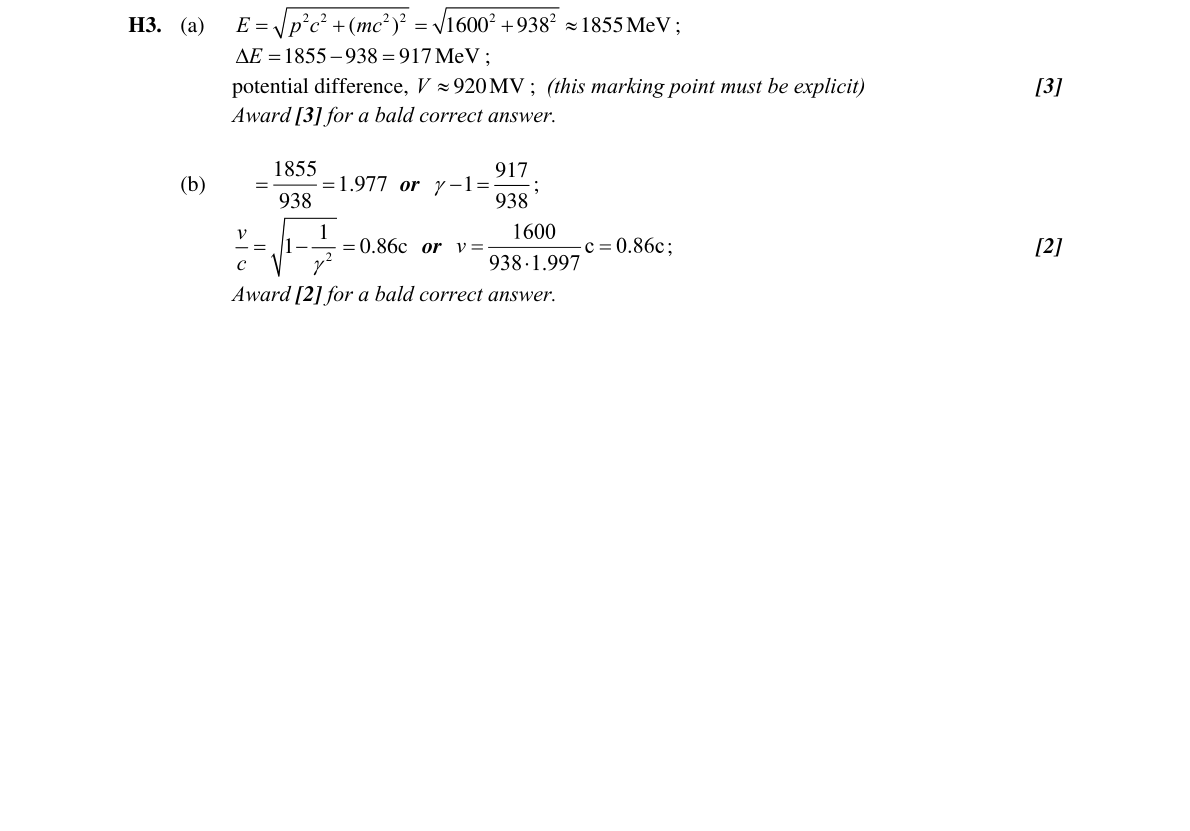 H3. (a) E = √(p²c² + (mc²)²) = √(1600² + 938²) ≈ 1855 MeV ;
ΔE = 1855 − 938 = 917 MeV ;
potential difference, V ≈ 920 MV ; (this marking point must be explicit) [3]
Award [3] for a bald correct answer.
(b) = 1855/938 = 1.977 or γ − 1 = 917/938 ;
v/c = √(1 − 1/γ²) = 0.86c or v = 1600/(938·1.997) c = 0.86c ; [2]
Award [2] for a bald correct answer.